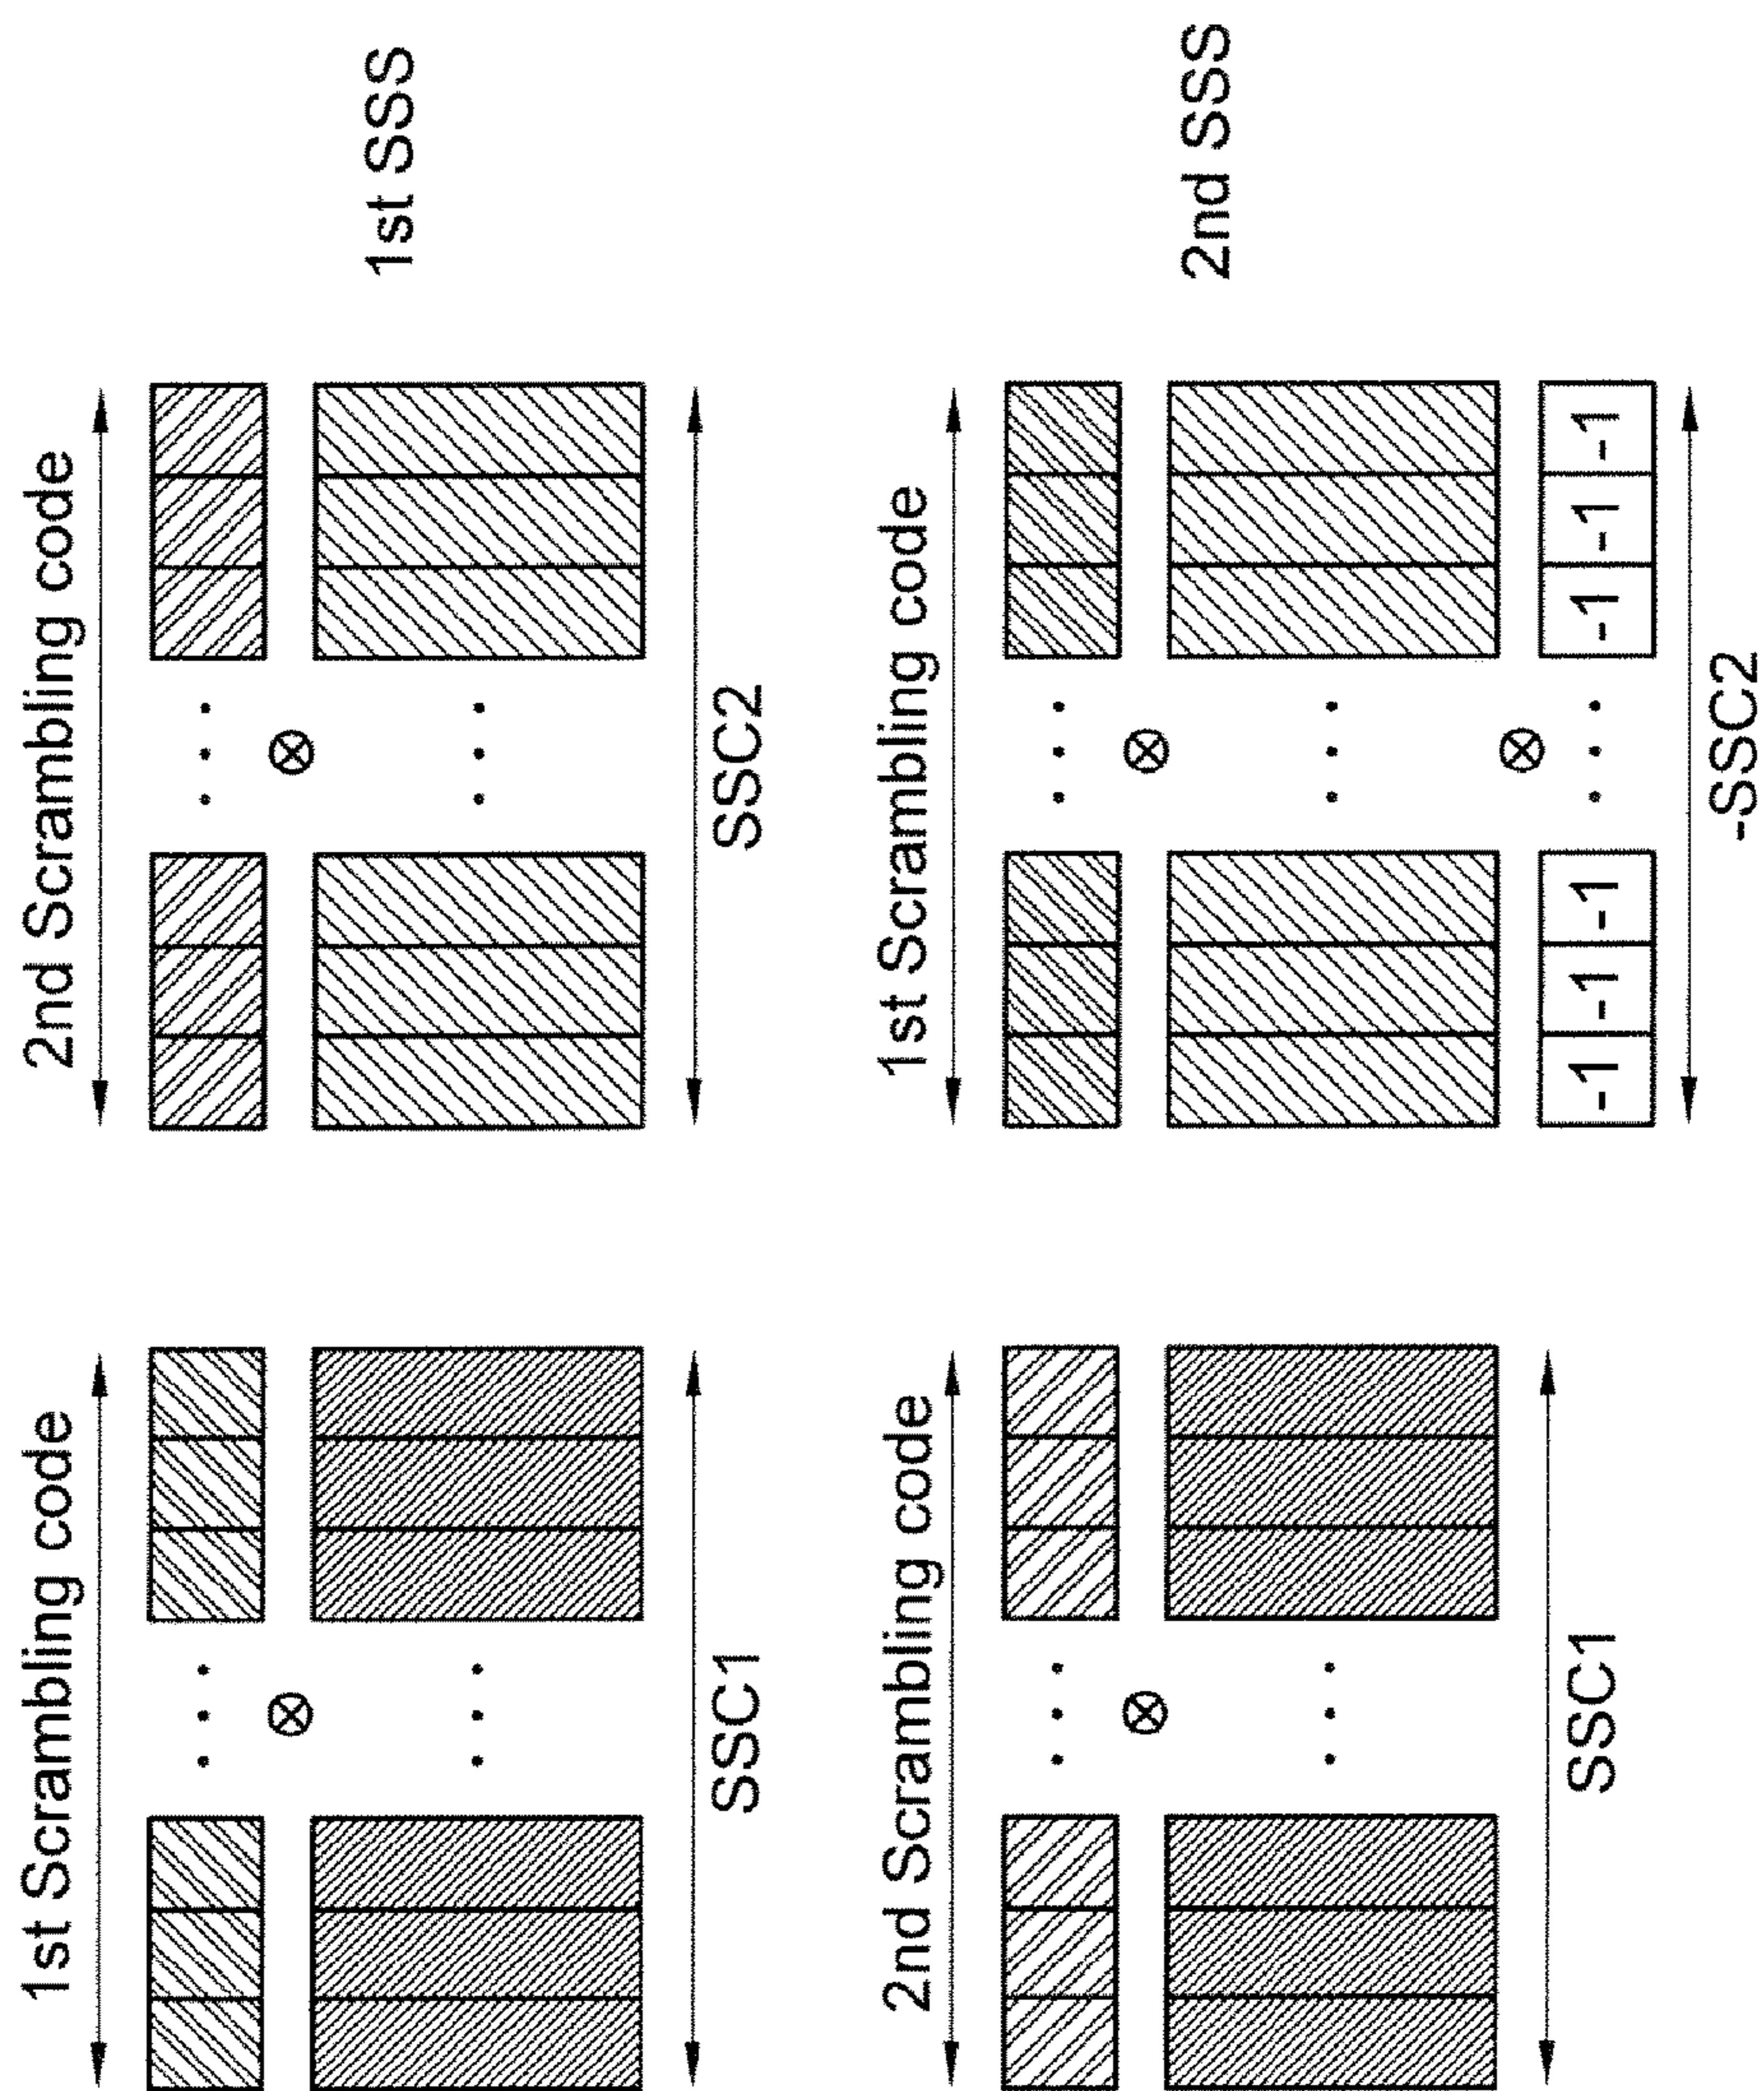 1st Scrambling code
2nd Scrambling code
⊗
⊗
1st SSS
SSC1
SSC2
2nd Scrambling code
1st Scrambling code
⊗
⊗
2nd SSS
⊗
-1 -1 -1 -1 -1 -1
SSC1
-SSC2